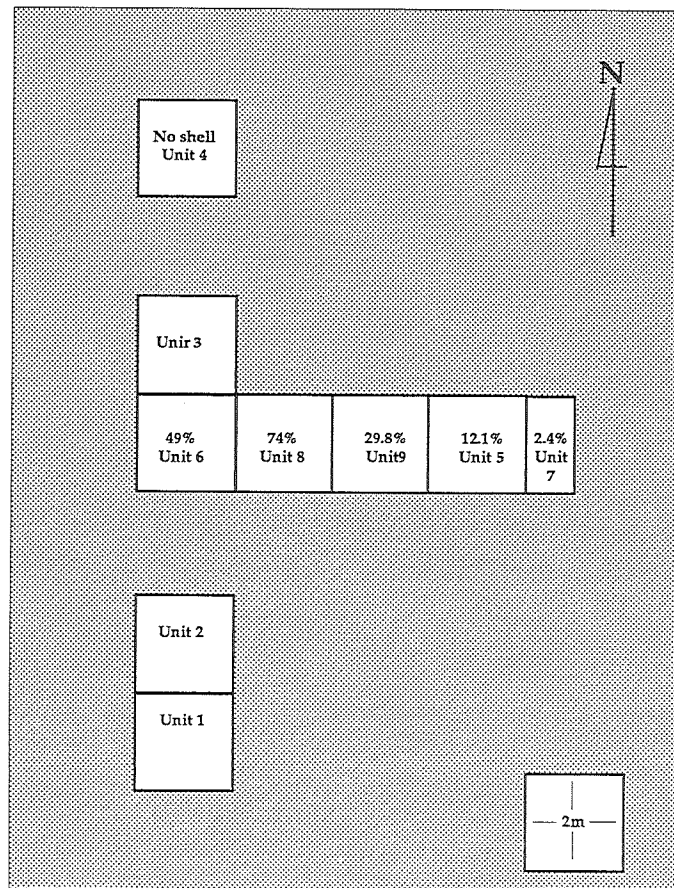 N
No shell
Unit 4
Unir 3
49%
Unit 6
74%
Unit 8
29.8%
Unit9
12.1%
Unit 5
2.4%
Unit
7
Unit 2
Unit 1
2m